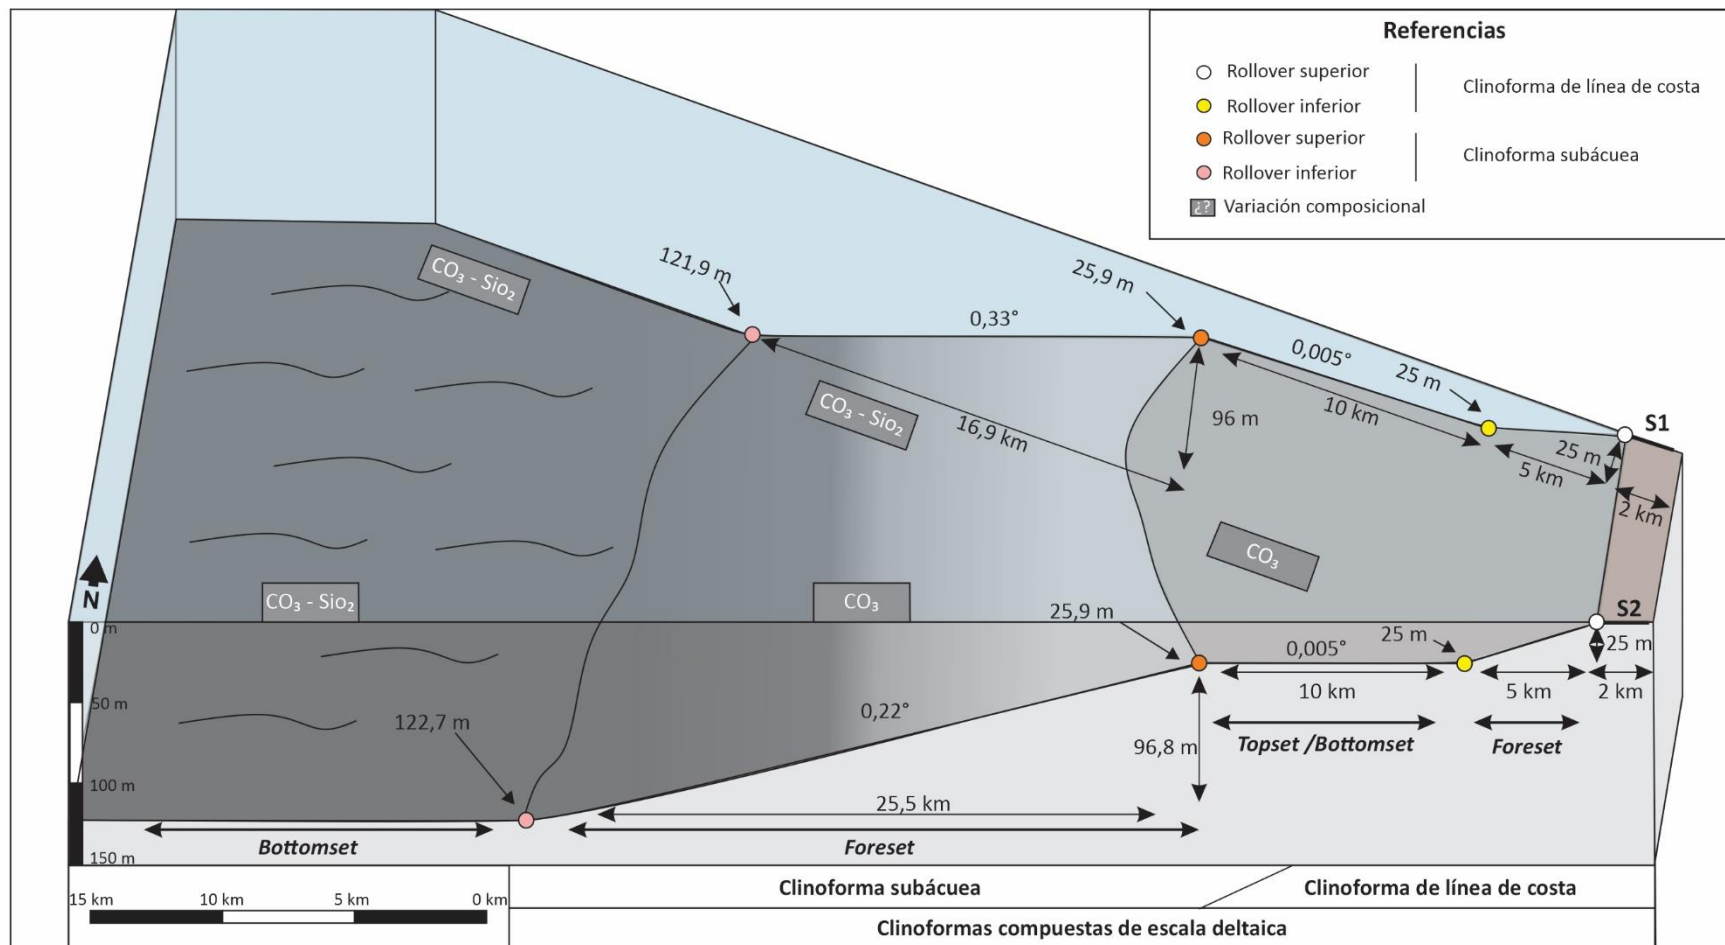 Referencias
Rollover superior
Rollover inferior
Clinoforma de línea de costa
Rollover superior
Rollover inferior
Clinoforma subácuea
¿?
Variación composicional
CO₃ - Sio₂
121,9 m
0,33°
25,9 m
0,005°
25 m
S1
CO₃ - Sio₂
16,9 km
96 m
10 km
25 m
5 km
2 km
CO₃
N
CO₃ - Sio₂
CO₃
25,9 m
S2
0 m
50 m
100 m
150 m
0,005°
25 m
25 m
10 km
5 km
2 km
122,7 m
0,22°
96,8 m
Topset /Bottomset
Foreset
25,5 km
Bottomset
Foreset
15 km
10 km
5 km
0 km
Clinoforma subácuea
Clinoforma de línea de costa
Clinoformas compuestas de escala deltaica